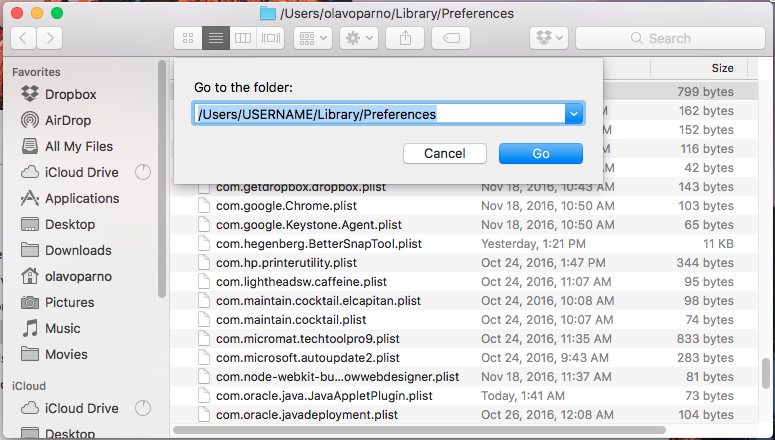 /Users/olavoparno/Library/Preferences
Search
Favorites
Dropbox
AirDrop
All My Files
iCloud Drive
Applications
Desktop
Downloads
olavoparno
Pictures
Music
Movies
iCloud
iCloud Drive
Desktop
Go to the folder:
/Users/USERNAME/Library/Preferences
Cancel
Go
Size
799 bytes
M 162 bytes
M 152 bytes
M 116 bytes
M 42 bytes
com.getdropbox.dropbox.plist Nov 18, 2016, 10:43 AM 143 bytes
com.google.Chrome.plist Nov 18, 2016, 10:50 AM 103 bytes
com.google.Keystone.Agent.plist Nov 18, 2016, 10:50 AM 65 bytes
com.hegenberg.BetterSnapTool.plist Yesterday, 1:21 PM 11 KB
com.hp.printerutility.plist Oct 24, 2016, 1:47 PM 344 bytes
com.lightheadsw.caffeine.plist Oct 24, 2016, 11:07 AM 95 bytes
com.maintain.cocktail.elcapitan.plist Oct 24, 2016, 10:08 AM 98 bytes
com.maintain.cocktail.plist Oct 24, 2016, 10:07 AM 74 bytes
com.micromat.techtoolpro9.plist Oct 24, 2016, 11:35 AM 833 bytes
com.microsoft.autoupdate2.plist Oct 24, 2016, 9:43 AM 283 bytes
com.node-webkit-bu...owwebdesigner.plist Nov 18, 2016, 11:37 AM 81 bytes
com.oracle.java.JavaAppletPlugin.plist Today, 1:41 AM 73 bytes
com.oracle.javadeployment.plist Oct 26, 2016, 12:08 AM 104 bytes